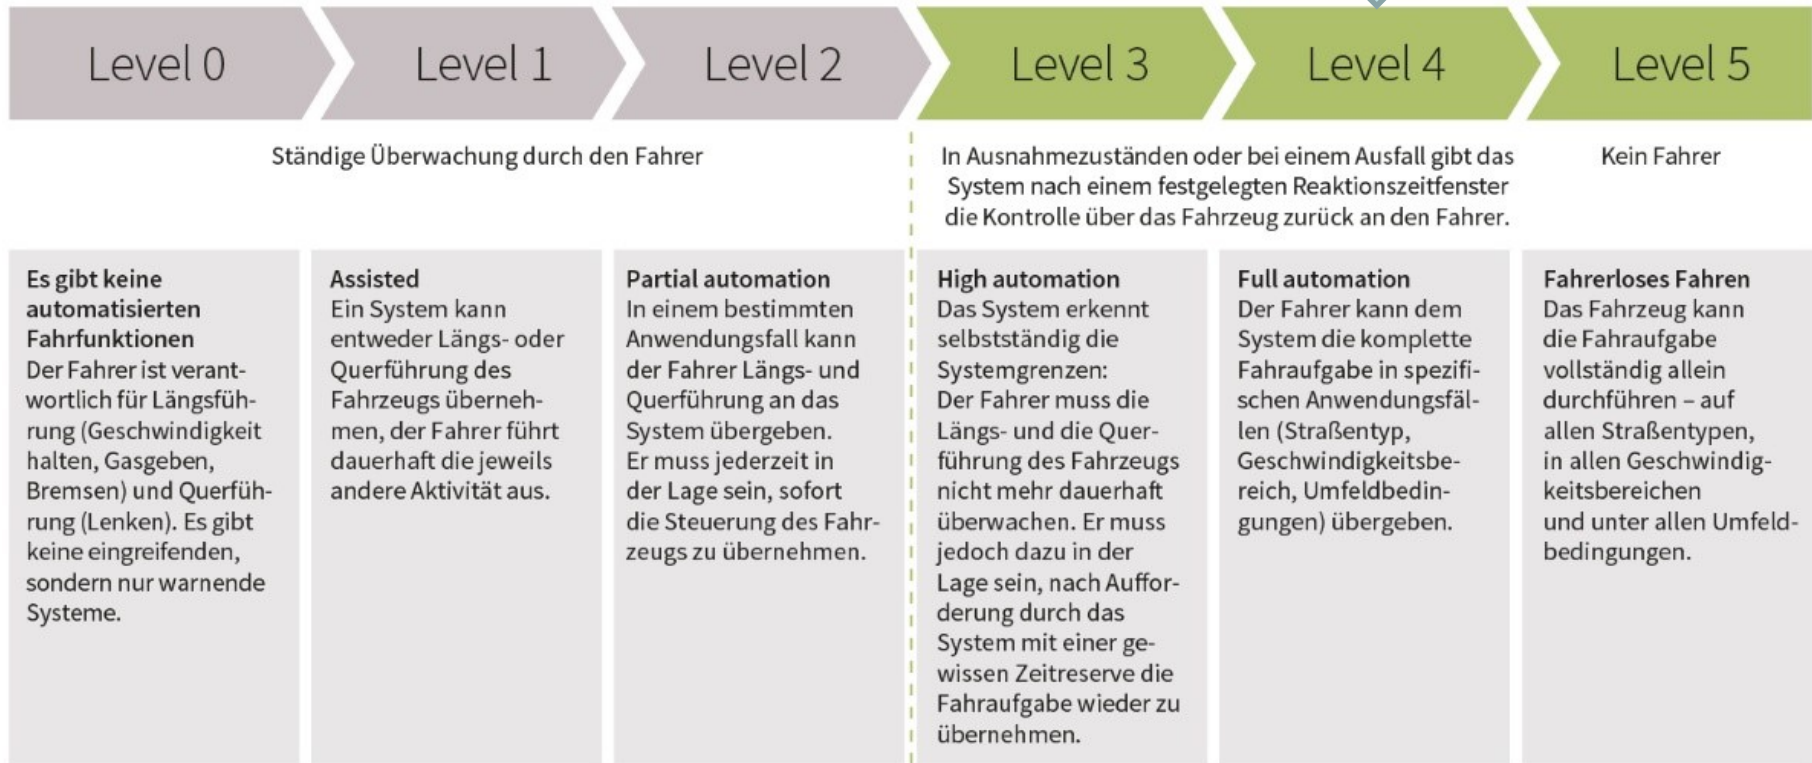 Level 0
Level 1
Level 2
Level 3
Level 4
Level 5
Ständige Überwachung durch den Fahrer
In Ausnahmezuständen oder bei einem Ausfall gibt das
System nach einem festgelegten Reaktionszeitfenster
die Kontrolle über das Fahrzeug zurück an den Fahrer.
Kein Fahrer
Es gibt keine
automatisierten
Fahrfunktionen
Der Fahrer ist verant-
wortlich für Längsfüh-
rung (Geschwindigkeit
halten, Gasgeben,
Bremsen) und Querfüh-
rung (Lenken). Es gibt
keine eingreifenden,
sondern nur warnende
Systeme.
Assisted
Ein System kann
entweder Längs- oder
Querführung des
Fahrzeugs überneh-
men, der Fahrer führt
dauerhaft die jeweils
andere Aktivität aus.
Partial automation
In einem bestimmten
Anwendungsfall kann
der Fahrer Längs- und
Querführung an das
System übergeben.
Er muss jederzeit in
der Lage sein, sofort
die Steuerung des Fahr-
zeugs zu übernehmen.
High automation
Das System erkennt
selbstständig die
Systemgrenzen:
Der Fahrer muss die
Längs- und die Quer-
führung des Fahrzeugs
nicht mehr dauerhaft
überwachen. Er muss
jedoch dazu in der
Lage sein, nach Auffor-
derung durch das
System mit einer ge-
wissen Zeitreserve die
Fahraufgabe wieder zu
übernehmen.
Full automation
Der Fahrer kann dem
System die komplette
Fahraufgabe in spezifi-
schen Anwendungsfäl-
len (Straßentyp,
Geschwindigkeitsbe-
reich, Umfeldbedin-
gungen) übergeben.
Fahrerloses Fahren
Das Fahrzeug kann
die Fahraufgabe
vollständig allein
durchführen – auf
allen Straßentypen,
in allen Geschwindig-
keitsbereichen
und unter allen Umfeld-
bedingungen.